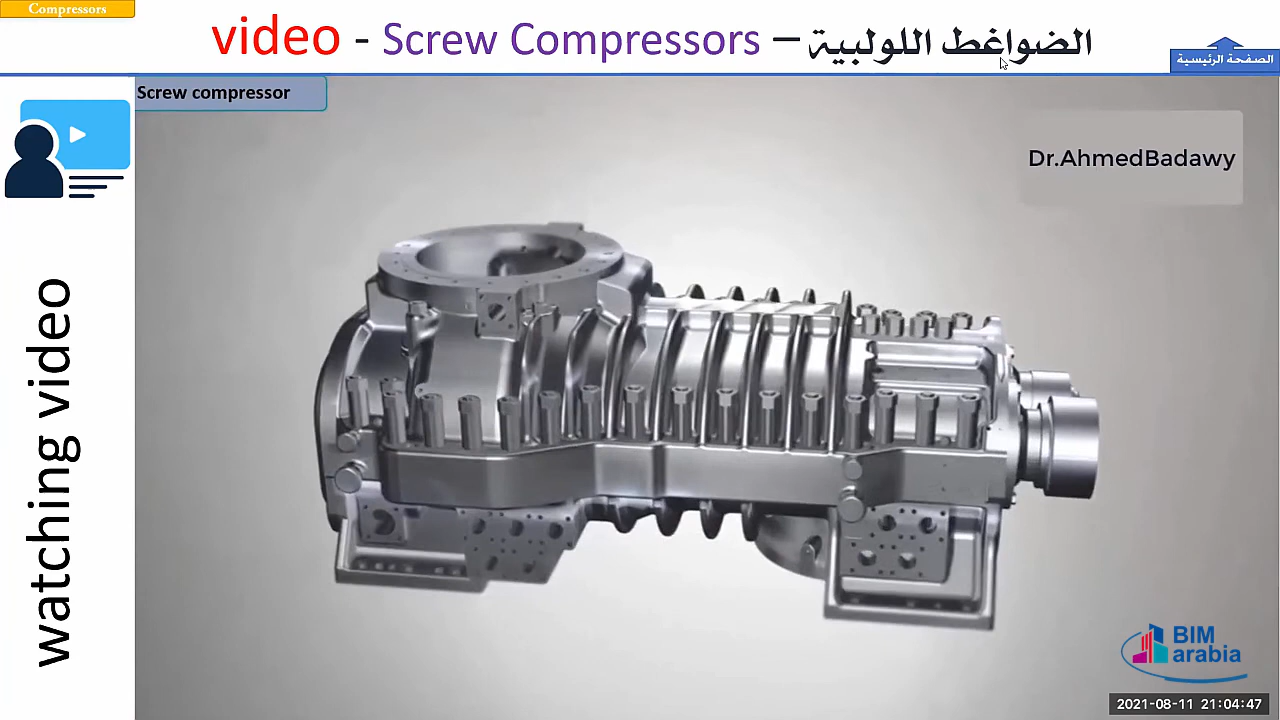 Compressors
video - Screw Compressors – الضواغط اللولبية
الصفحة الرئيسية
Screw compressor
Dr.AhmedBadawy
watching video
BIM
arabia
2021-08-11 21:04:47